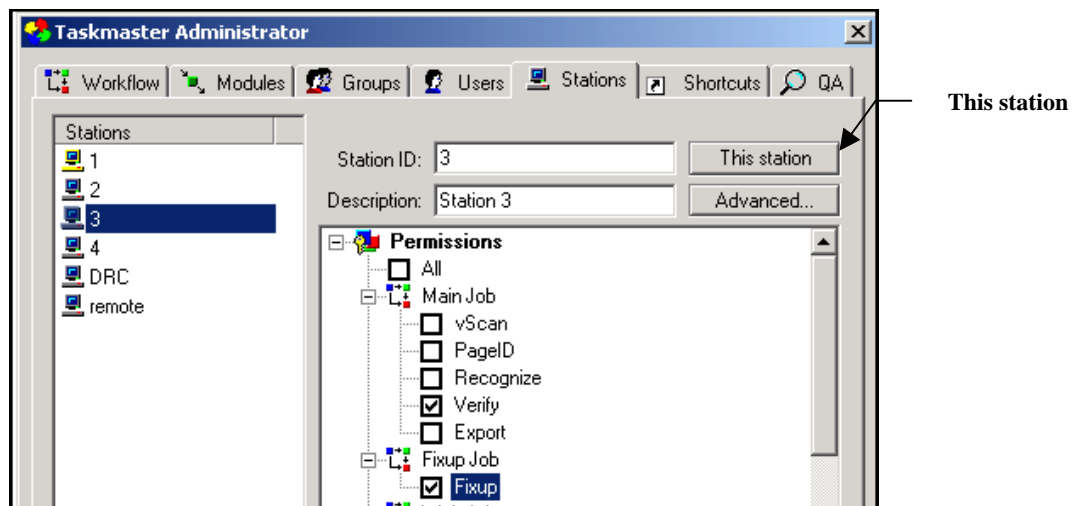 Taskmaster Administrator
Workflow Modules Groups Users Stations Shortcuts QA
This station
Stations
1
2
3
4
DRC
remote
Station ID: 3 This station
Description: Station 3 Advanced...
Permissions
All
Main Job
vScan
PageID
Recognize
Verify
Export
Fixup Job
Fixup